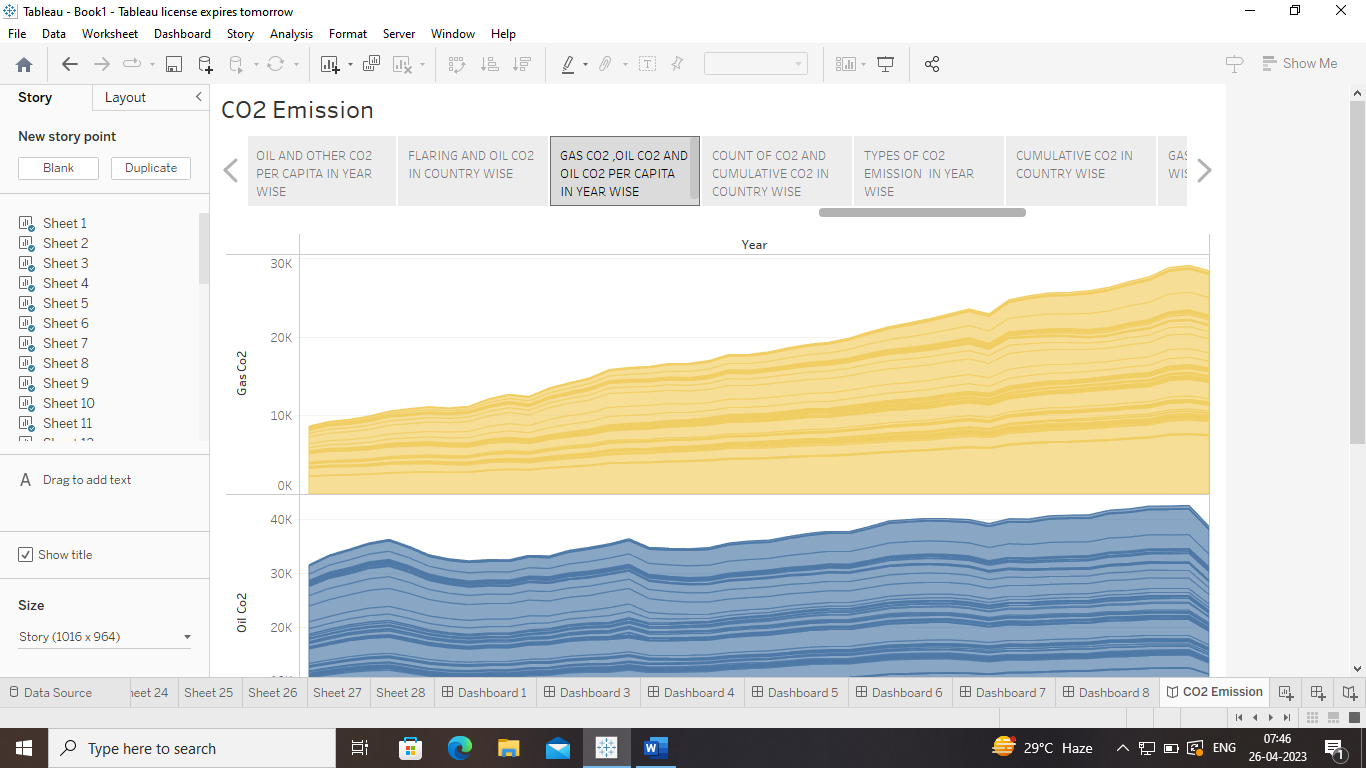 Tableau - Book1 - Tableau license expires tomorrow
File Data Worksheet Dashboard Story Analysis Format Server Window Help
Show Me
Story Layout
New story point
Blank Duplicate
Sheet 1
Sheet 2
Sheet 3
Sheet 4
Sheet 5
Sheet 6
Sheet 7
Sheet 8
Sheet 9
Sheet 10
Sheet 11
Drag to add text
Show title
Size
Story (1016 x 964)
CO2 Emission
OIL AND OTHER CO2
PER CAPITA IN YEAR
WISE
FLARING AND OIL CO2
IN COUNTRY WISE
GAS CO2 ,OIL CO2 AND
OIL CO2 PER CAPITA
IN YEAR WISE
COUNT OF CO2 AND
CUMULATIVE CO2 IN
COUNTRY WISE
TYPES OF CO2
EMISSION IN YEAR
WISE
CUMULATIVE CO2 IN
COUNTRY WISE
GAS
WIS
Year
30K
20K
10K
0K
Gas Co2
40K
30K
20K
Oil Co2
Data Source heet 24 Sheet 25 Sheet 26 Sheet 27 Sheet 28 Dashboard 1 Dashboard 3 Dashboard 4 Dashboard 5 Dashboard 6 Dashboard 7 Dashboard 8 CO2 Emission
Type here to search
29°C Haze
ENG
07:46
26-04-2023
1